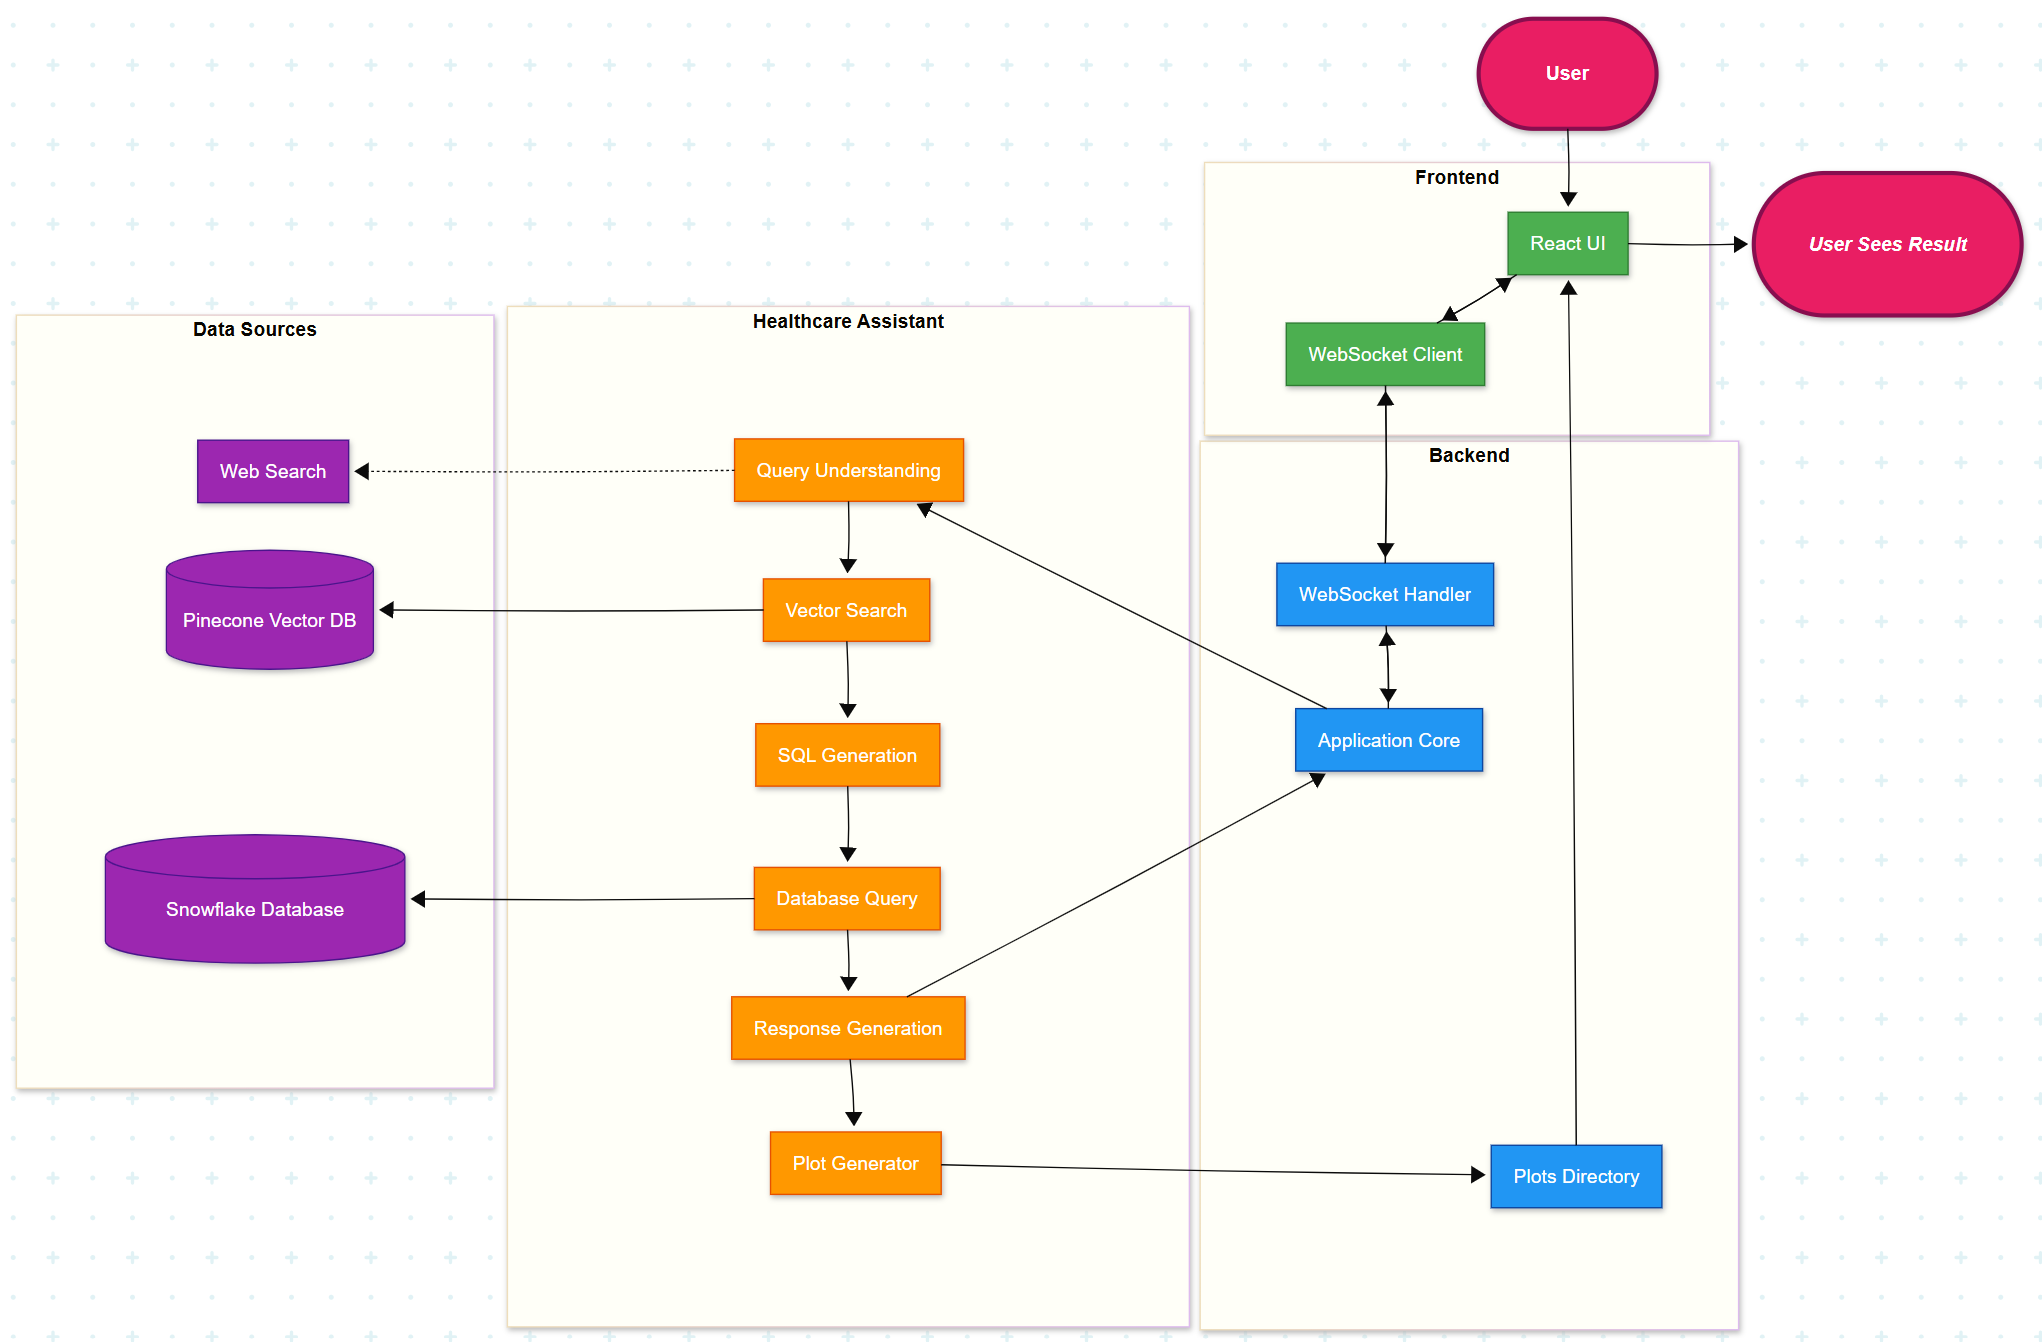 User
Frontend
React UI
User Sees Result
WebSocket Client
Data Sources
Web Search
Pinecone Vector DB
Snowflake Database
Healthcare Assistant
Query Understanding
Vector Search
SQL Generation
Database Query
Response Generation
Plot Generator
Backend
WebSocket Handler
Application Core
Plots Directory